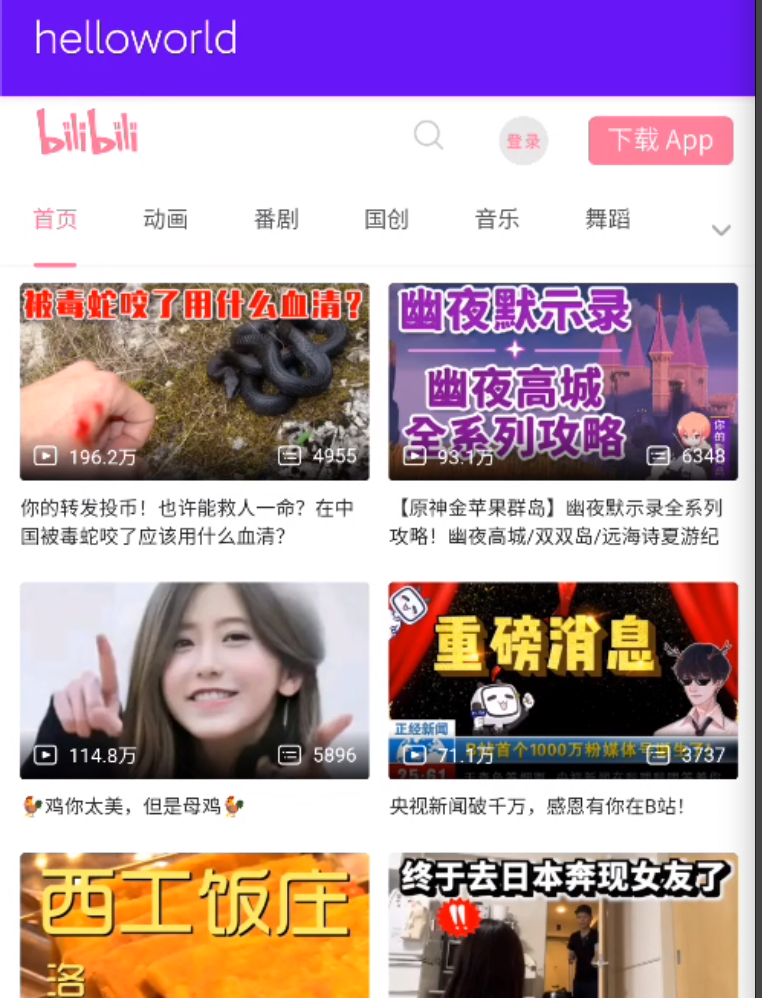 helloworld
bilibili
登录
下载 App
首页 动画 番剧 国创 音乐 舞蹈
被毒蛇咬了用什么血清?
196.2万 4955
你的转发投币！也许能救人一命？在中
国被毒蛇咬了应该用什么血清？
幽夜默示录
幽夜高城
全系列攻略
你的
93.1万 6348
【原神金苹果群岛】幽夜默示录全系列
攻略！幽夜高城/双双岛/远海诗夏游纪
114.8万 5896
🐓鸡你太美，但是母鸡🐓
重磅消息
正经新闻
站首个1000万粉媒体号
71.1万 3737
25:61
央视新闻破千万，感恩有你在B站！
西工饭庄
洛
终于去日本奔现女友了